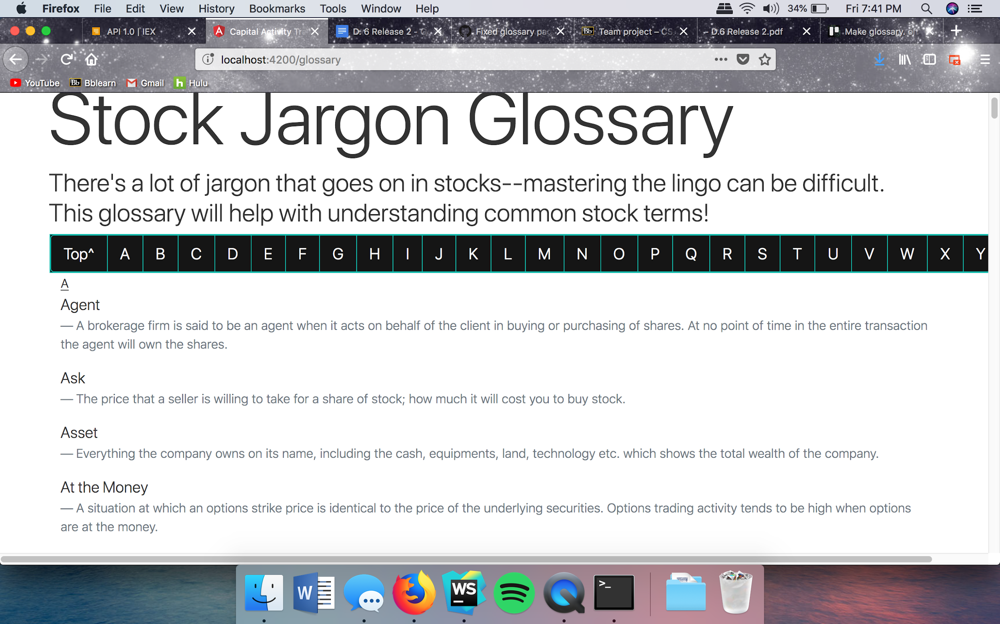 Firefox File Edit View History Bookmarks Tools Window Help 34% Fri 7:41 PM
API 1.0 | IEX Capital Activity Tra D. 6 Release 2 - Fixed glossary pag Bb Team project – CS – D.6 Release 2.pdf Make glossary.
localhost:4200/glossary
YouTube Bb Bblearn Gmail h Hulu
Stock Jargon Glossary
There's a lot of jargon that goes on in stocks--mastering the lingo can be difficult.
This glossary will help with understanding common stock terms!
Top^ A B C D E F G H I J K L M N O P Q R S T U V W X Y
A
Agent
— A brokerage firm is said to be an agent when it acts on behalf of the client in buying or purchasing of shares. At no point of time in the entire transaction
the agent will own the shares.
Ask
— The price that a seller is willing to take for a share of stock; how much it will cost you to buy stock.
Asset
— Everything the company owns on its name, including the cash, equipments, land, technology etc. which shows the total wealth of the company.
At the Money
— A situation at which an options strike price is identical to the price of the underlying securities. Options trading activity tends to be high when options
are at the money.
W WS >_